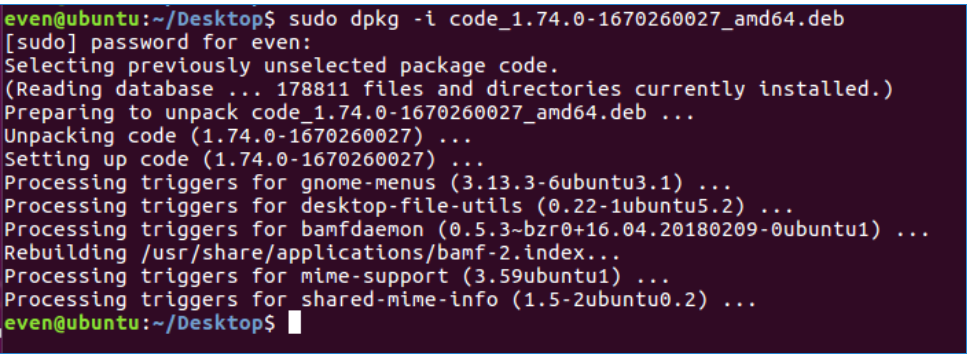 even@ubuntu:~/Desktop$ sudo dpkg -i code_1.74.0-1670260027_amd64.deb
[sudo] password for even:
Selecting previously unselected package code.
(Reading database ... 178811 files and directories currently installed.)
Preparing to unpack code_1.74.0-1670260027_amd64.deb ...
Unpacking code (1.74.0-1670260027) ...
Setting up code (1.74.0-1670260027) ...
Processing triggers for gnome-menus (3.13.3-6ubuntu3.1) ...
Processing triggers for desktop-file-utils (0.22-1ubuntu5.2) ...
Processing triggers for bamfdaemon (0.5.3~bzr0+16.04.20180209-0ubuntu1) ...
Rebuilding /usr/share/applications/bamf-2.index...
Processing triggers for mime-support (3.59ubuntu1) ...
Processing triggers for shared-mime-info (1.5-2ubuntu0.2) ...
even@ubuntu:~/Desktop$